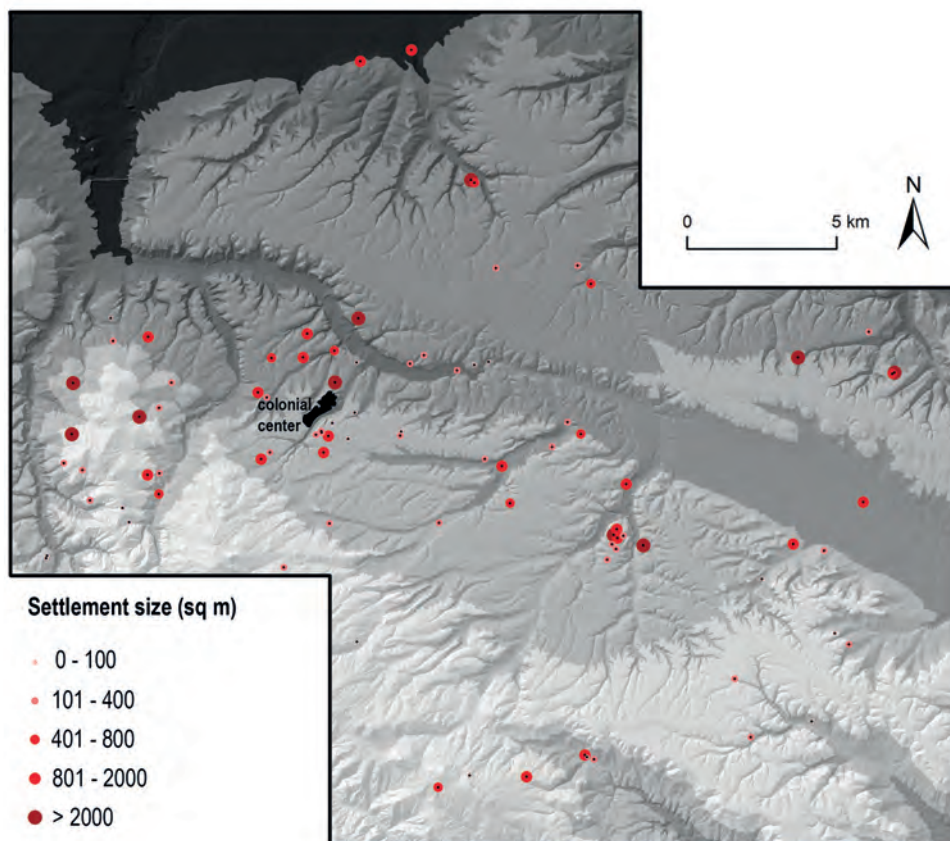 N
0
5 km
colonial
center
Settlement size (sq m)
0 - 100
101 - 400
401 - 800
801 - 2000
> 2000